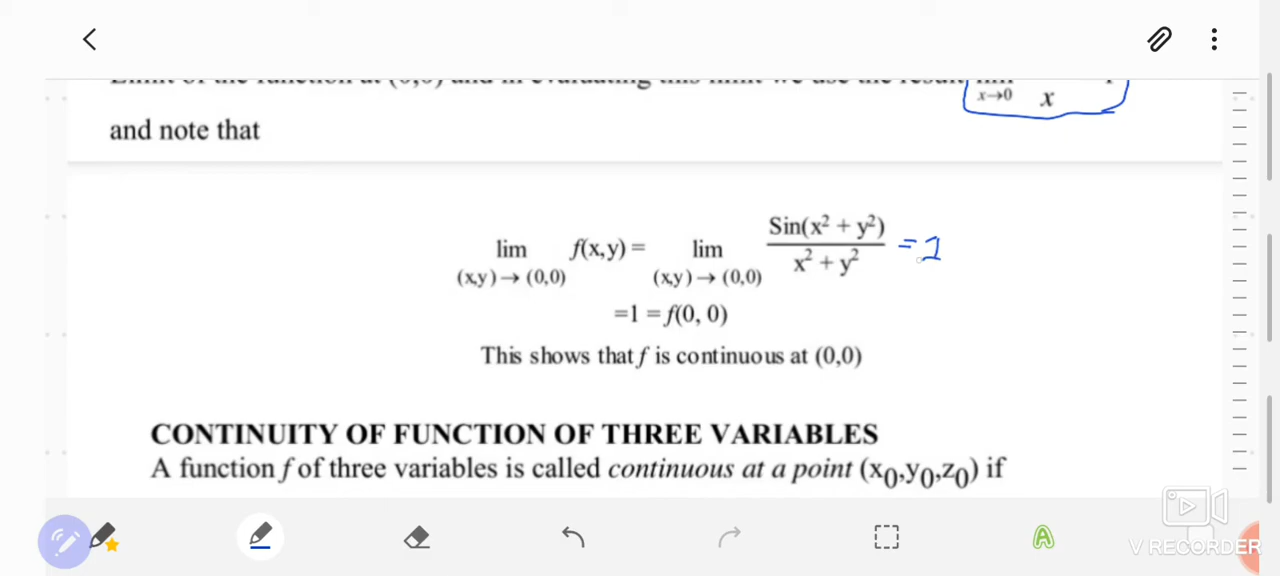 lim
x→0 x
and note that
lim (x,y) → (0,0) f(x,y) = lim (x,y) → (0,0) Sin(x² + y²) / x² + y² = 1
=1 = f(0, 0)
This shows that f is continuous at (0,0)
CONTINUITY OF FUNCTION OF THREE VARIABLES
A function f of three variables is called continuous at a point (x₀,y₀,z₀) if
A
V RECORDER